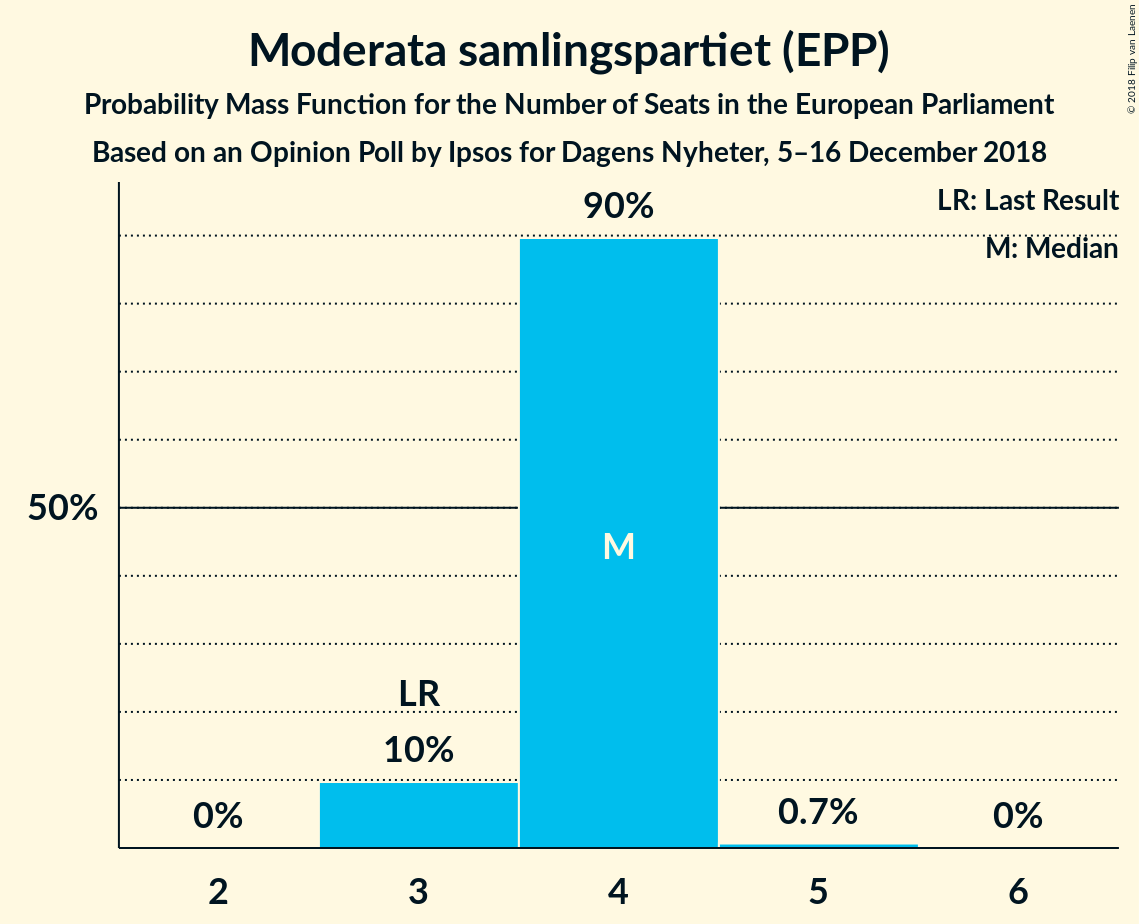 Moderata samlingspartiet (EPP)
Probability Mass Function for the Number of Seats in the European Parliament
Based on an Opinion Poll by Ipsos for Dagens Nyheter, 5–16 December 2018
© 2018 Filip van Laenen
LR: Last Result
M: Median
90%
50%
M
LR
10%
0%
0.7%
0%
2
3
4
5
6